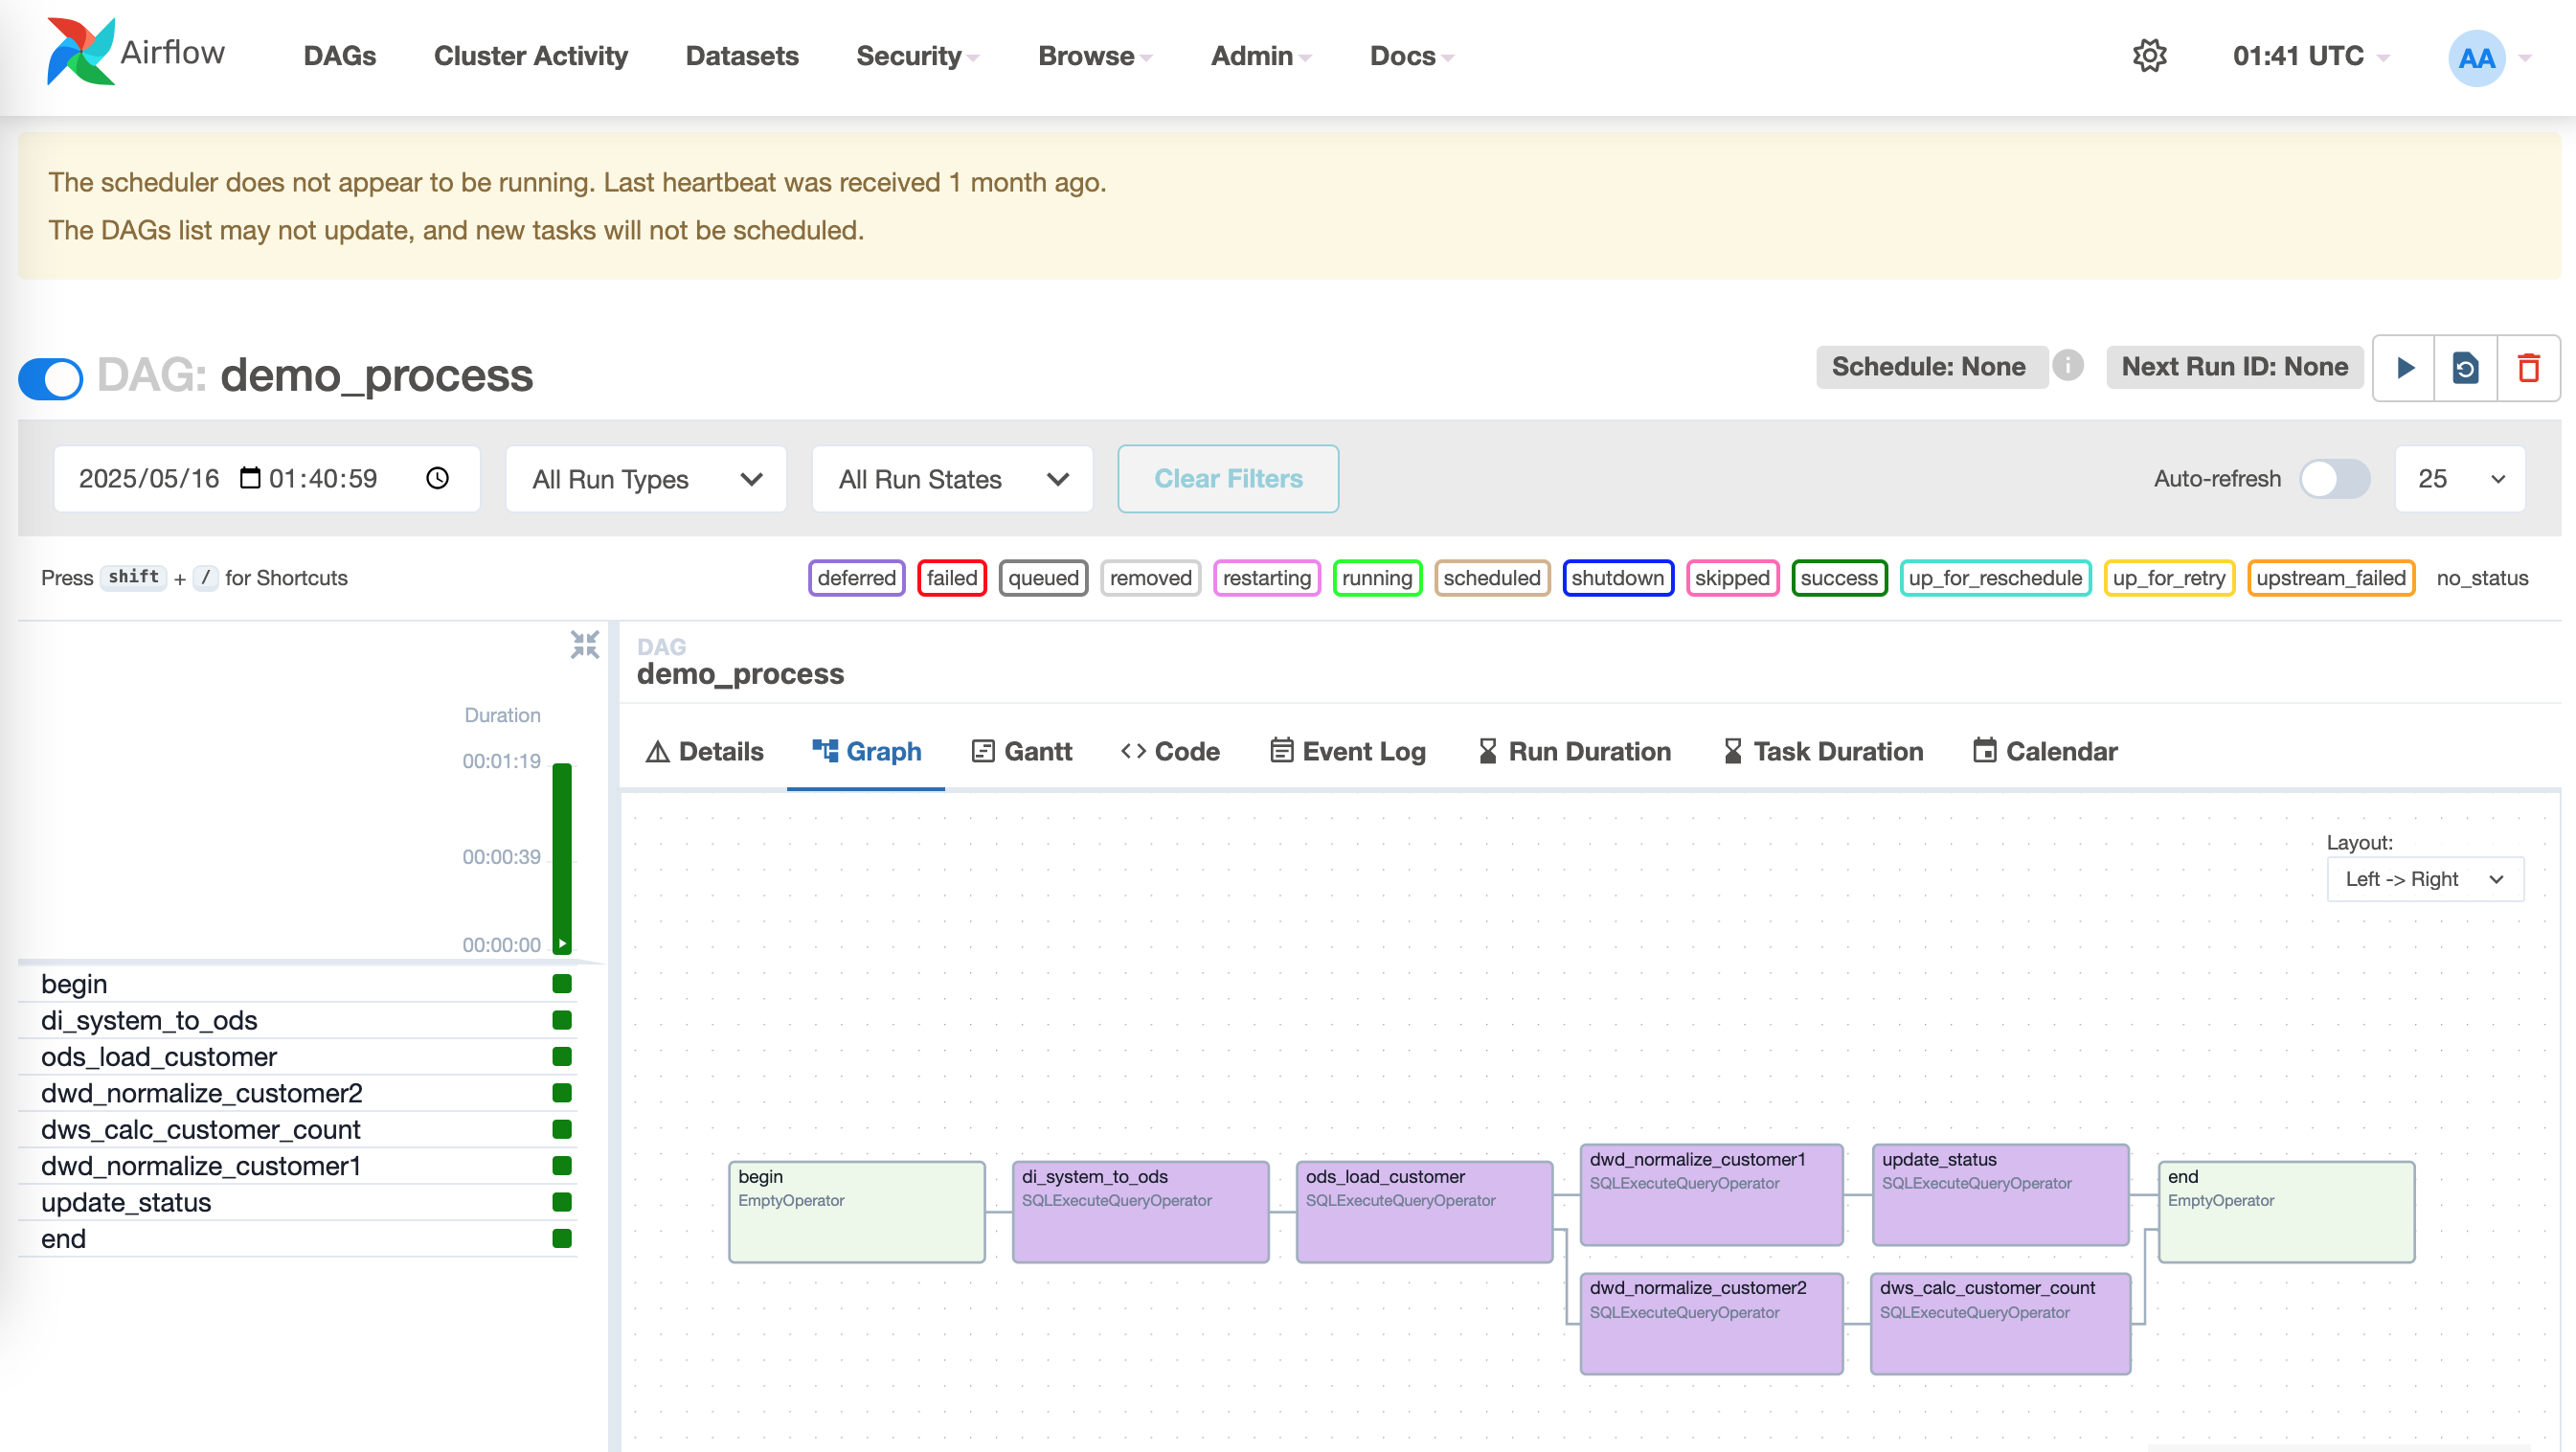 Airflow DAGs Cluster Activity Datasets Security Browse Admin Docs 01:41 UTC AA
The scheduler does not appear to be running. Last heartbeat was received 1 month ago.
The DAGs list may not update, and new tasks will not be scheduled.
DAG: demo_process Schedule: None i Next Run ID: None
2025/05/16 01:40:59 All Run Types All Run States Clear Filters Auto-refresh 25
Press shift + / for Shortcuts deferred failed queued removed restarting running scheduled shutdown skipped success up_for_reschedule up_for_retry upstream_failed no_status
Duration
00:01:19
00:00:39
00:00:00
begin
di_system_to_ods
ods_load_customer
dwd_normalize_customer2
dws_calc_customer_count
dwd_normalize_customer1
update_status
end
DAG
demo_process
Details Graph Gantt Code Event Log Run Duration Task Duration Calendar
Layout:
Left -> Right
begin
EmptyOperator
di_system_to_ods
SQLExecuteQueryOperator
ods_load_customer
SQLExecuteQueryOperator
dwd_normalize_customer1
SQLExecuteQueryOperator
update_status
SQLExecuteQueryOperator
end
EmptyOperator
dwd_normalize_customer2
SQLExecuteQueryOperator
dws_calc_customer_count
SQLExecuteQueryOperator